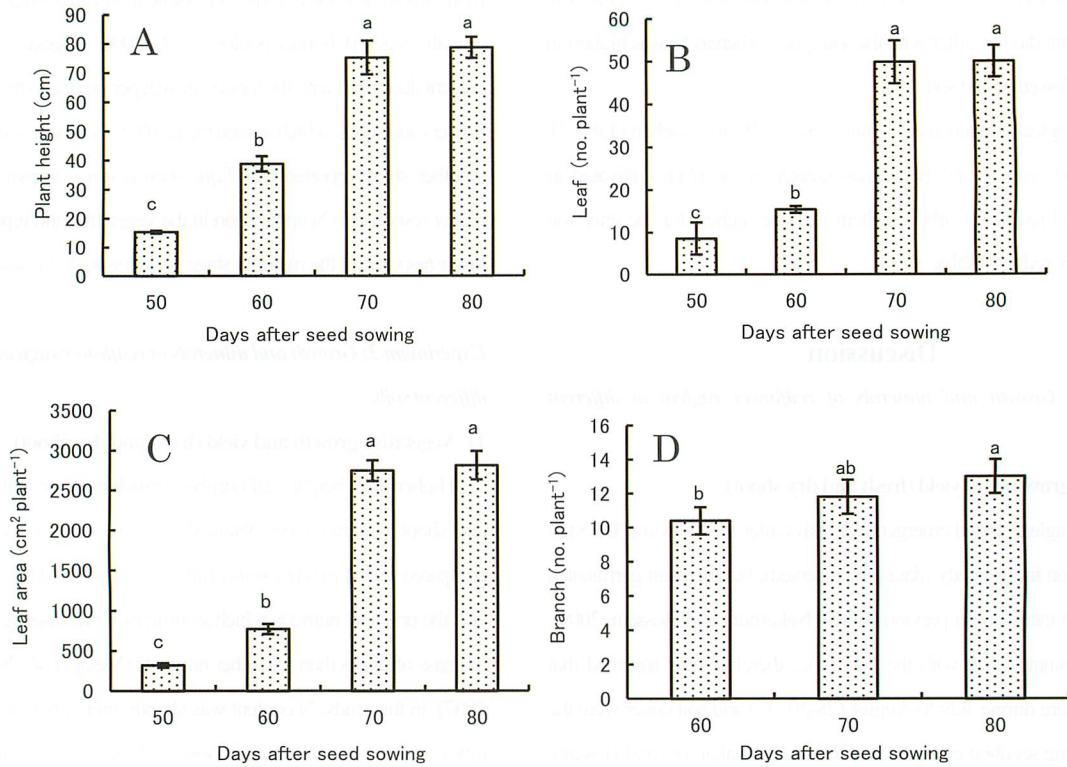 A
Plant height (cm)
90
80
70
60
50
40
30
20
10
0
c
b
a
a
50 60 70 80
Days after seed sowing
B
Leaf (no. plant⁻¹)
60
50
40
30
20
10
0
c
b
a
a
50 60 70 80
Days after seed sowing
C
Leaf area (cm² plant⁻¹)
3500
3000
2500
2000
1500
1000
500
0
c
b
a
a
50 60 70 80
Days after seed sowing
D
Branch (no. plant⁻¹)
16
14
12
10
8
6
4
2
0
b
ab
a
60 70 80
Days after seed sowing